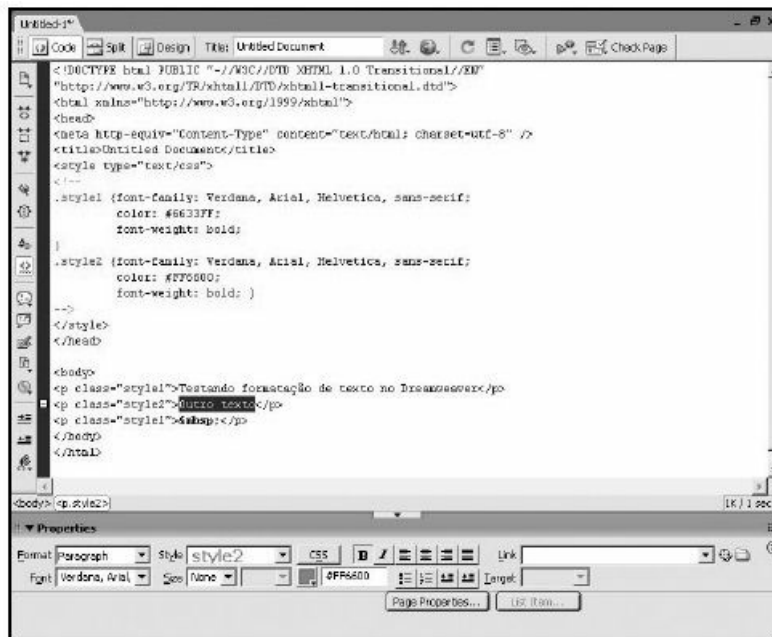 Untitled-1*
Code Split Design Title: Untitled Document Check Page
<!DOCTYPE html PUBLIC "-//W3C//DTD XHTML 1.0 Transitional//EN"
"http://www.w3.org/TR/xhtml1/DTD/xhtml1-transitional.dtd">
<html xmlns="http://www.w3.org/1999/xhtml">
<head>
<meta http-equiv="Content-Type" content="text/html; charset=utf-8" />
<title>Untitled Document</title>
<style type="text/css">
<!--
.style1 {font-family: Verdana, Arial, Helvetica, sans-serif;
color: #6633FF;
font-weight: bold;
}
.style2 {font-family: Verdana, Arial, Helvetica, sans-serif;
color: #FF6600;
font-weight: bold; }
-->
</style>
</head>
<body>
<p class="style1">Testando formatação de texto no Dreamweaver</p>
<p class="style2">Outro texto</p>
<p class="style1">&nbsp;</p>
</body>
</html>
<body> <p.style2> 1K / 1 sec
Properties
Format Paragraph Style style2 CSS B I Link
Font Verdana, Arial, Size None #FF6600 Target
Page Properties... List Item...